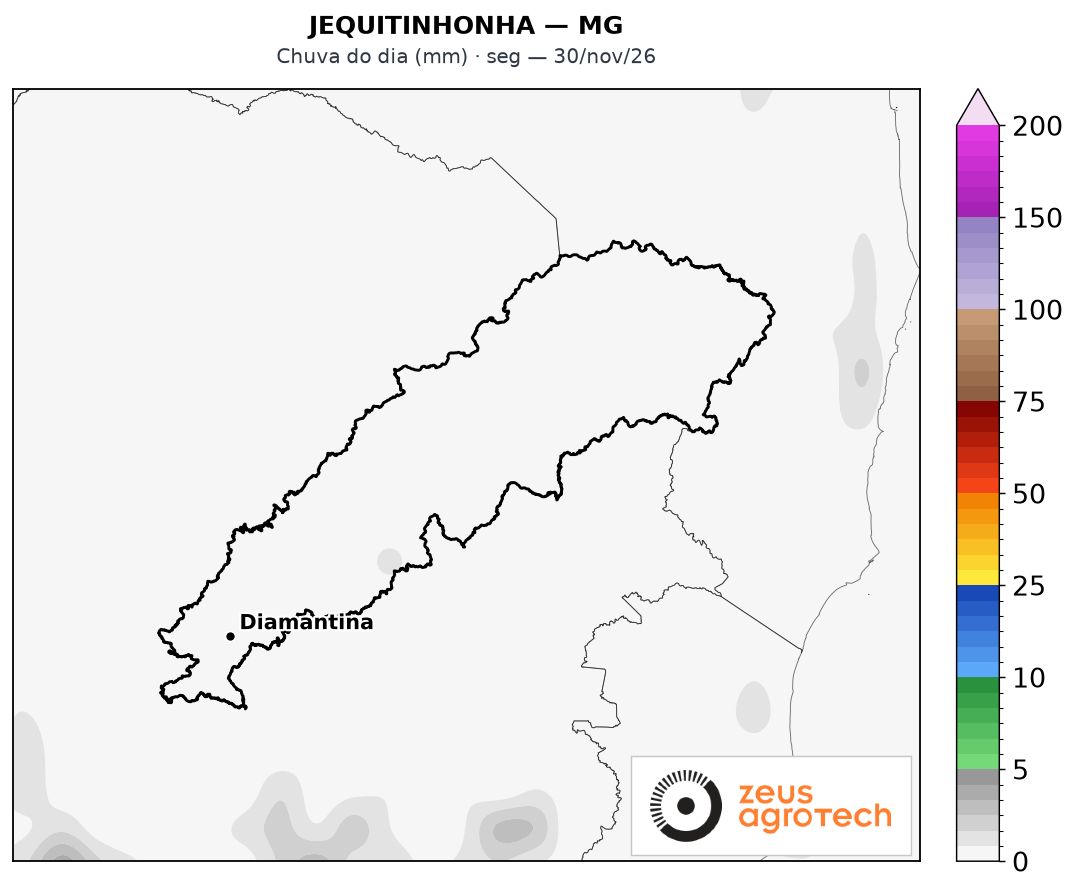 JEQUITINHONHA — MG
Chuva do dia (mm) · seg — 30/nov/26
200
150
100
75
50
25
10
5
0
Diamantina
zeus
agrotech